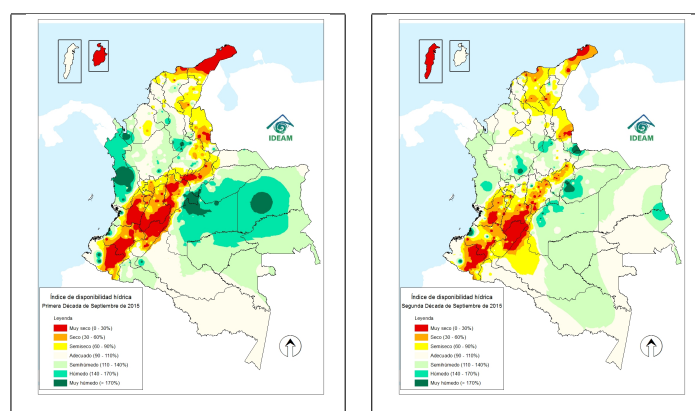 IDEAM
Índice de disponibilidad hídrica
Primera Década de Septiembre de 2015
Leyenda
Muy seco (0 - 30%)
Seco (30 - 60%)
Semiseco (60 - 90%)
Adecuado (90 - 110%)
Semihúmedo (110 - 140%)
Húmedo (140 - 170%)
Muy húmedo (> 170%)
IDEAM
Índice de disponibilidad hídrica
Segunda Década de Septiembre de 2015
Leyenda
Muy seco (0 - 30%)
Seco (30 - 60%)
Semiseco (60 - 90%)
Adecuado (90 - 110%)
Semihúmedo (110 - 140%)
Húmedo (140 - 170%)
Muy húmedo (> 170%)